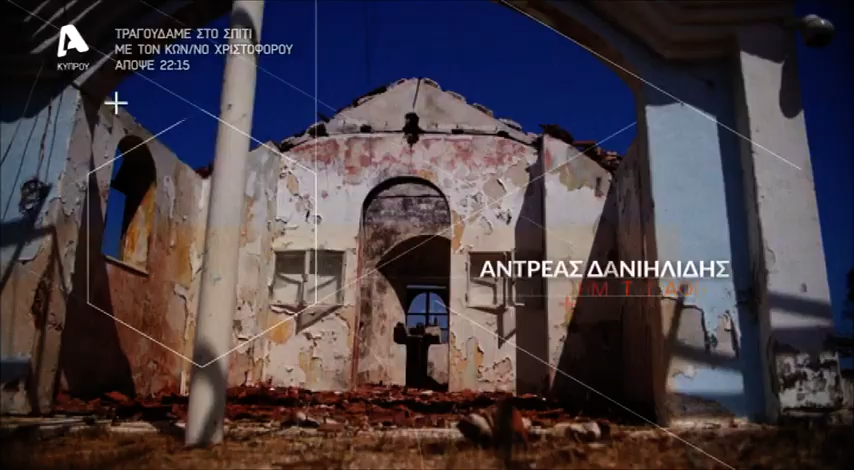 ΚΥΠΡΟΥ
ΤΡΑΓΟΥΔΑΜΕ ΣΤΟ ΣΠΙΤΙ
ΜΕ ΤΟΝ ΚΩΝ/ΝΟ ΧΡΙΣΤΟΦΟΡΟΥ
ΑΠΟΨΕ 22:15
ΑΝΤΡΕΑΣ ΔΑΝΙΗΛΙΔΗΣ